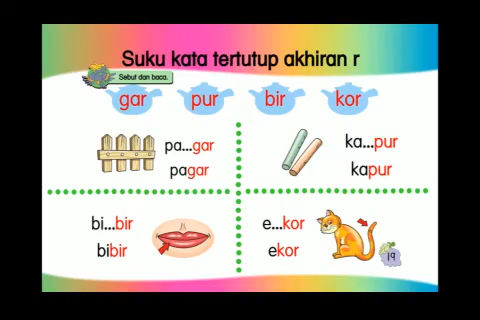 Suku kata tertutup akhiran r
Sebut dan baca.
gar pur bir kor
pa...gar
pagar
ka...pur
kapur
bi...bir
bibir
e...kor
ekor
19